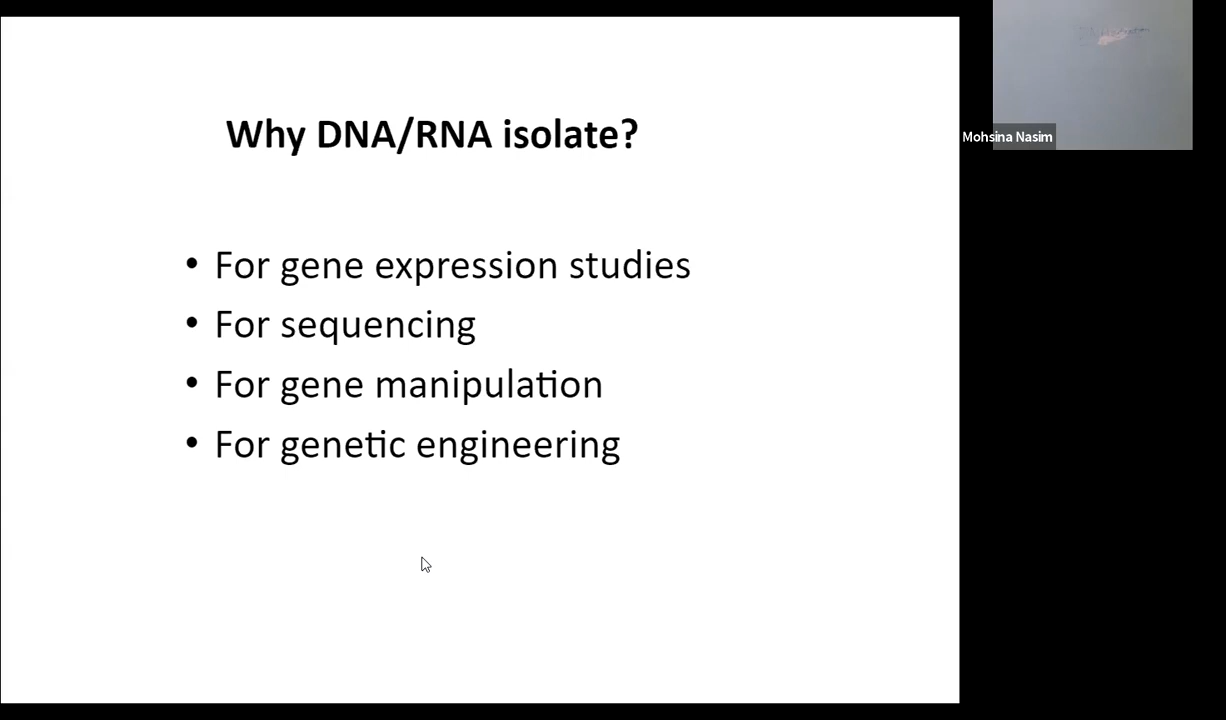 Why DNA/RNA isolate?
• For gene expression studies
• For sequencing
• For gene manipulation
• For genetic engineering
Mohsina Nasim